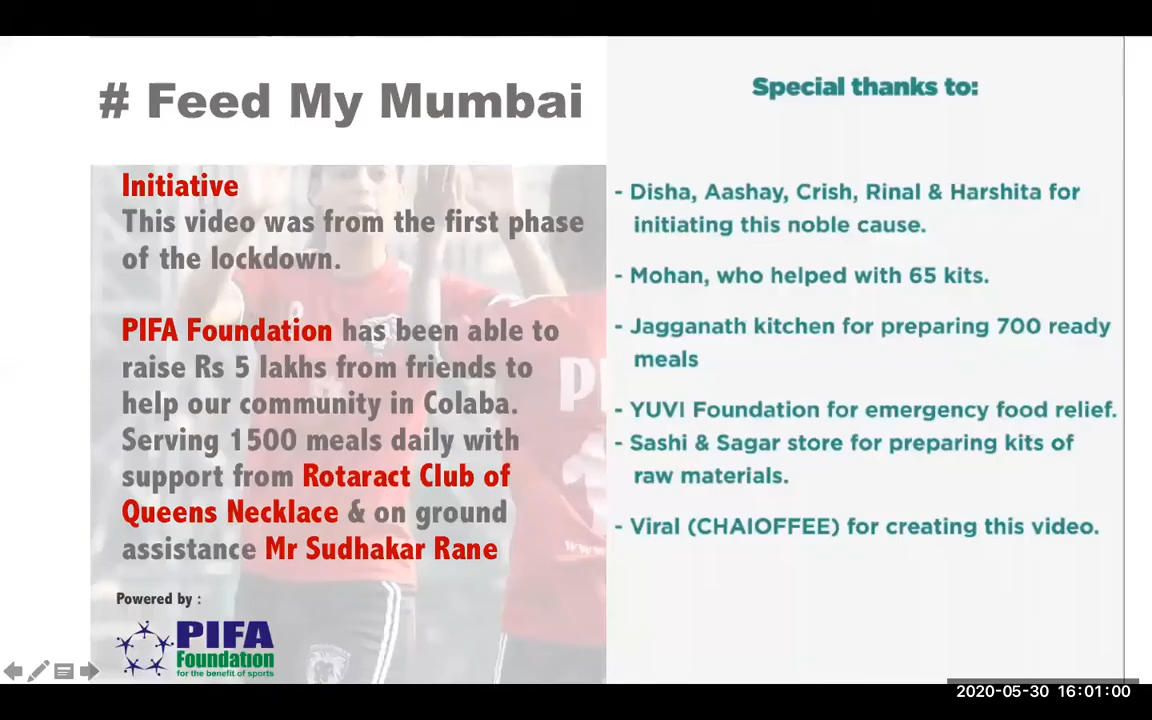 # Feed My Mumbai
Initiative
This video was from the first phase
of the lockdown.
PIFA Foundation has been able to
raise Rs 5 lakhs from friends to
help our community in Colaba.
Serving 1500 meals daily with
support from Rotaract Club of
Queens Necklace & on ground
assistance Mr Sudhakar Rane
Powered by :
PIFA
Foundation
for the benefit of sports
Special thanks to:
- Disha, Aashay, Crish, Rinal & Harshita for
initiating this noble cause.
- Mohan, who helped with 65 kits.
- Jagganath kitchen for preparing 700 ready
meals
- YUVI Foundation for emergency food relief.
- Sashi & Sagar store for preparing kits of
raw materials.
- Viral (CHAIOFFEE) for creating this video.
2020-05-30 16:01:00